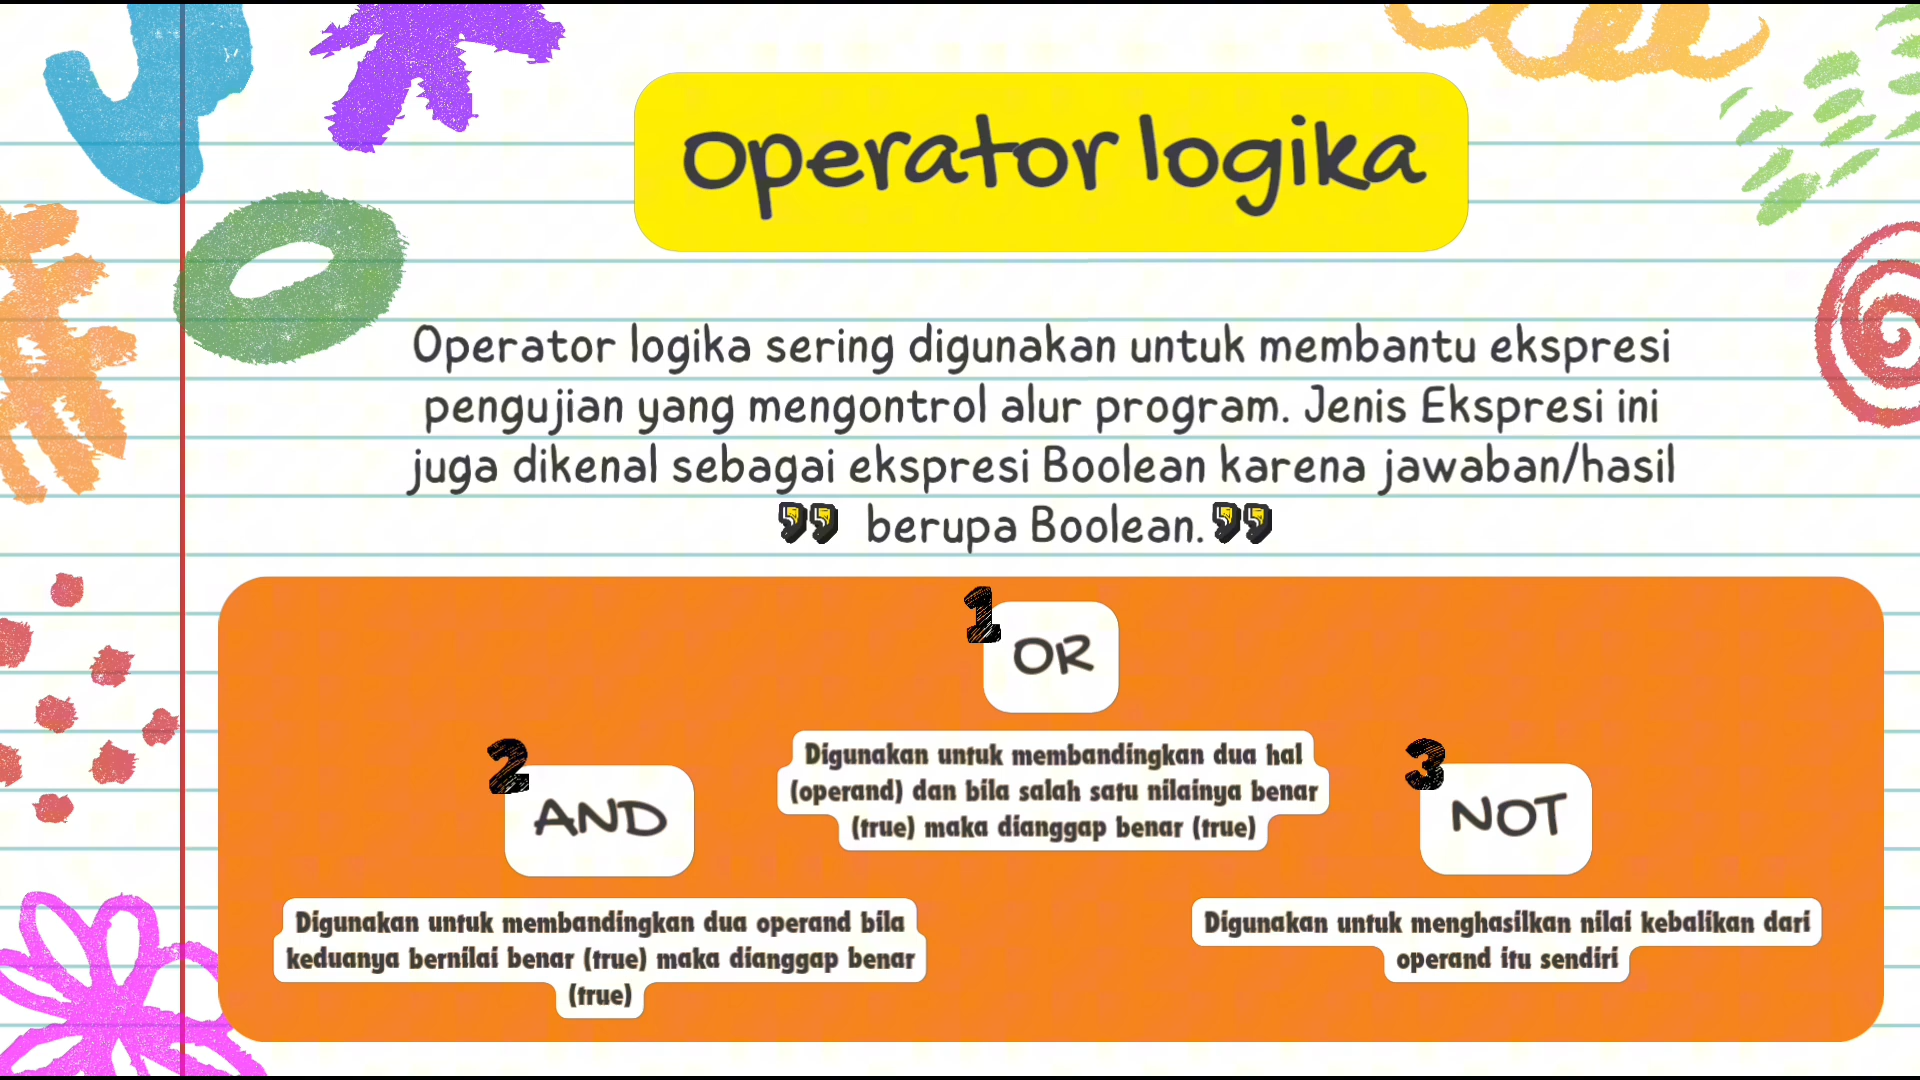 Operator logika
Operator logika sering digunakan untuk membantu ekspresi
pengujian yang mengontrol alur program. Jenis Ekspresi ini
juga dikenal sebagai ekspresi Boolean karena jawaban/hasil
❟❟ berupa Boolean.❟❟
1
OR
Digunakan untuk membandingkan dua hal
(operand) dan bila salah satu nilainya benar
(true) maka dianggap benar (true)
2
AND
Digunakan untuk membandingkan dua operand bila
keduanya bernilai benar (true) maka dianggap benar
(true)
3
NOT
Digunakan untuk menghasilkan nilai kebalikan dari
operand itu sendiri